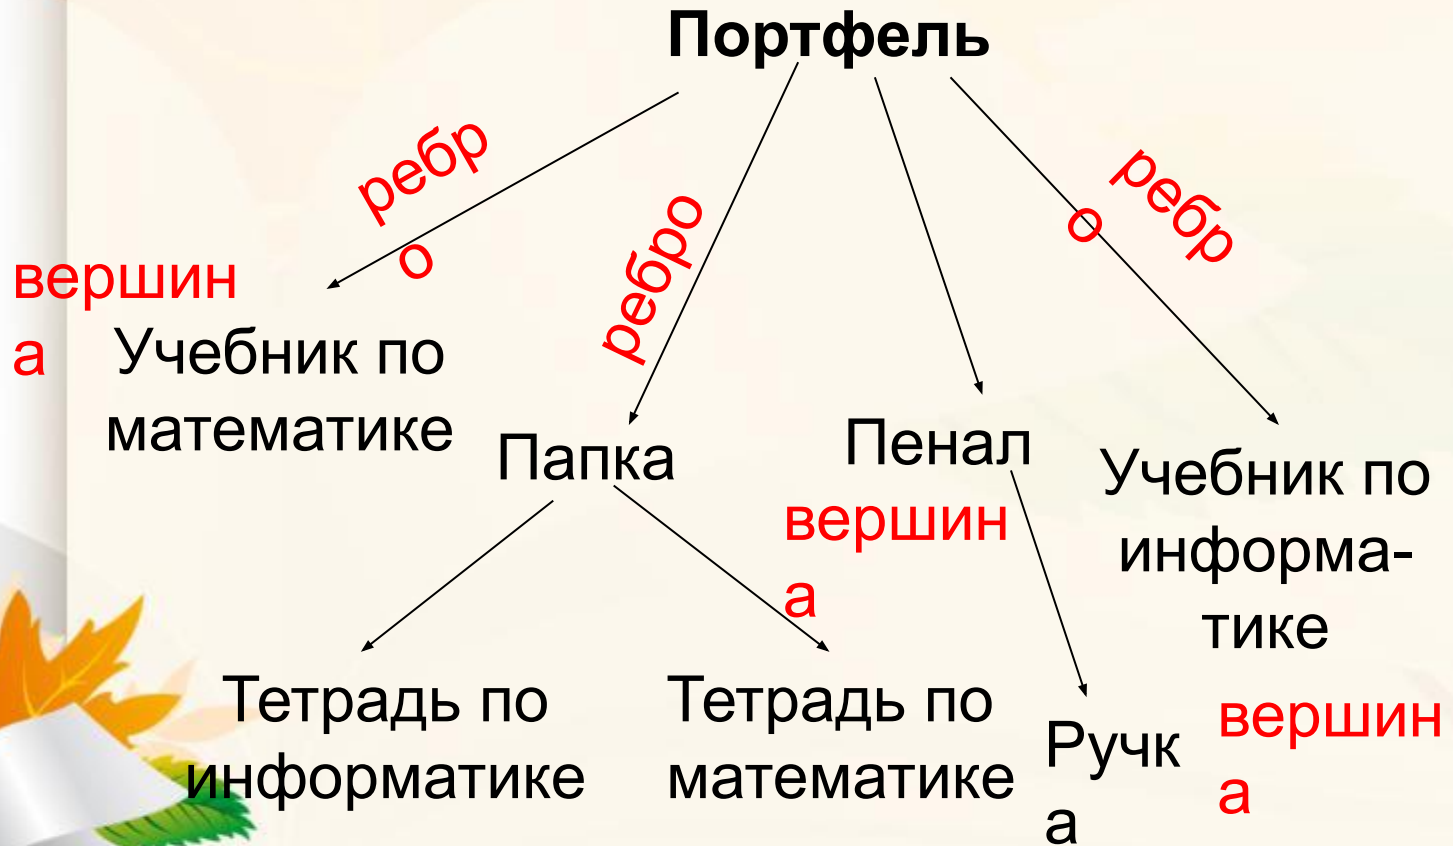 Портфель
ребр
о
ребро
ребр
о
вершин
а
Учебник по
математике
Папка
Пенал
вершин
а
Учебник по
информа-
тике
вершин
а
Тетрадь по
информатике
Тетрадь по
математике
Ручк
а